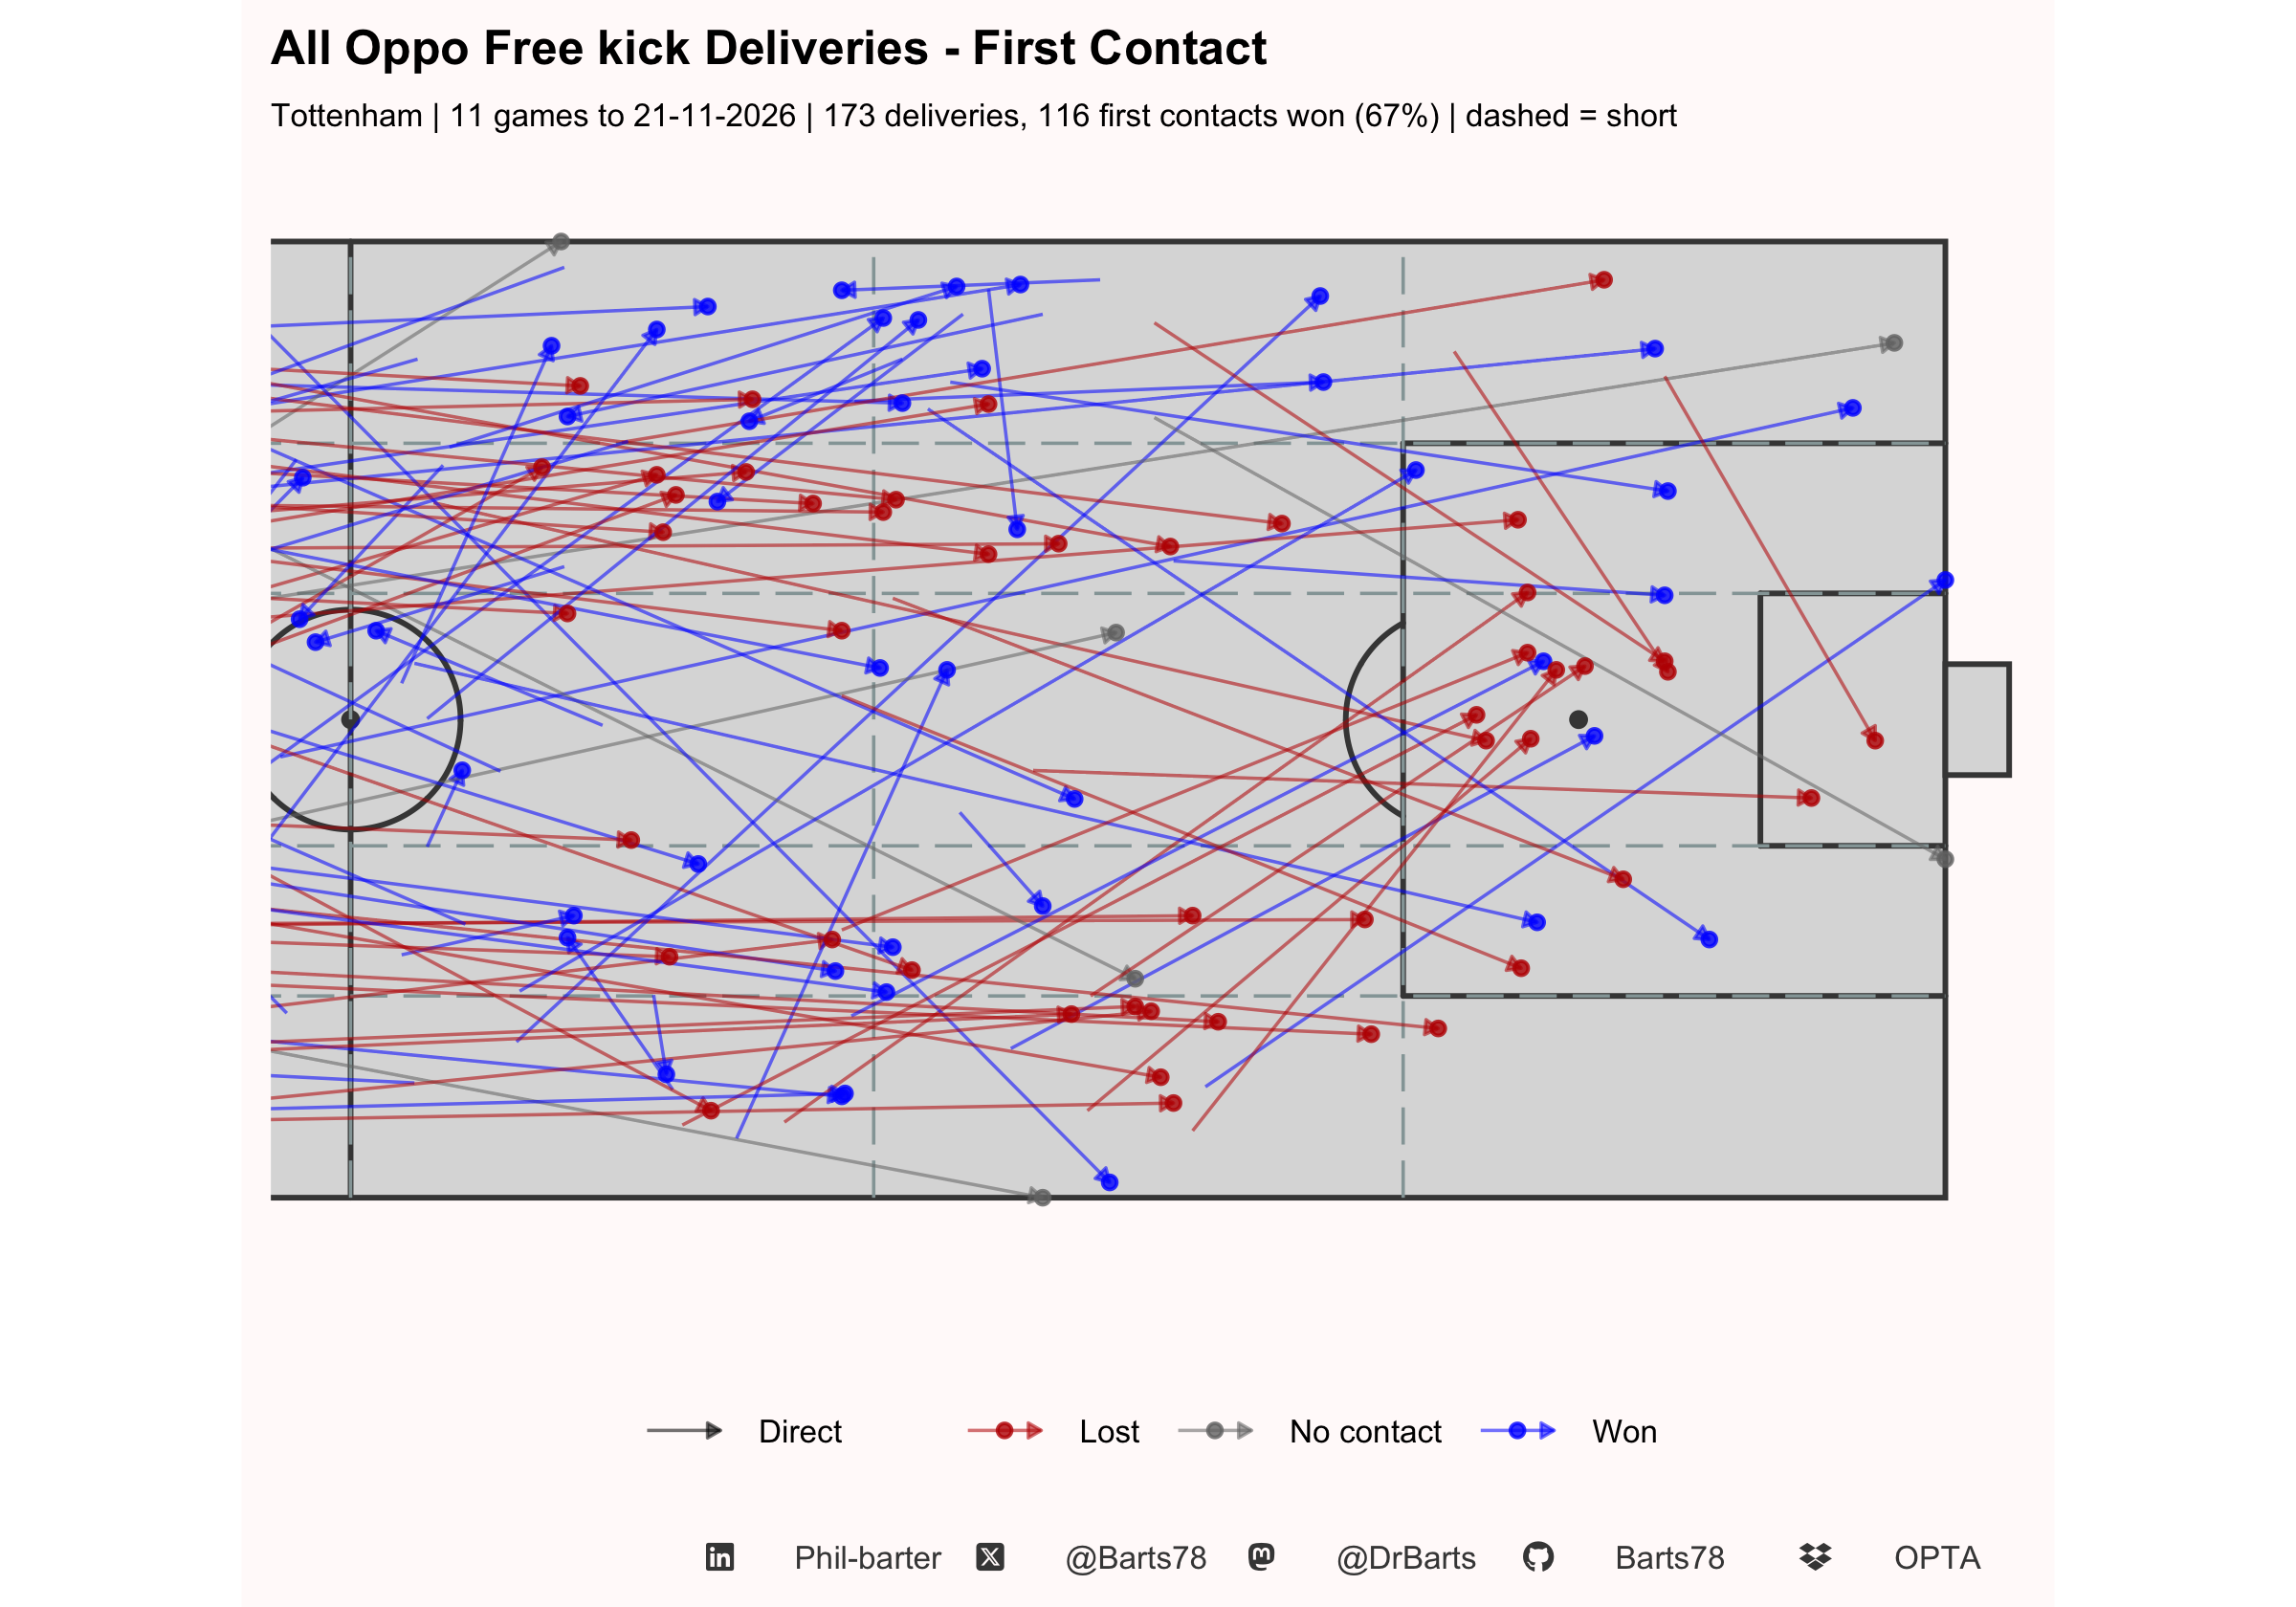 All Oppo Free kick Deliveries - First Contact
Tottenham | 11 games to 21-11-2026 | 173 deliveries, 116 first contacts won (67%) | dashed = short
Direct Lost No contact Won
Phil-barter @Barts78 @DrBarts Barts78 OPTA